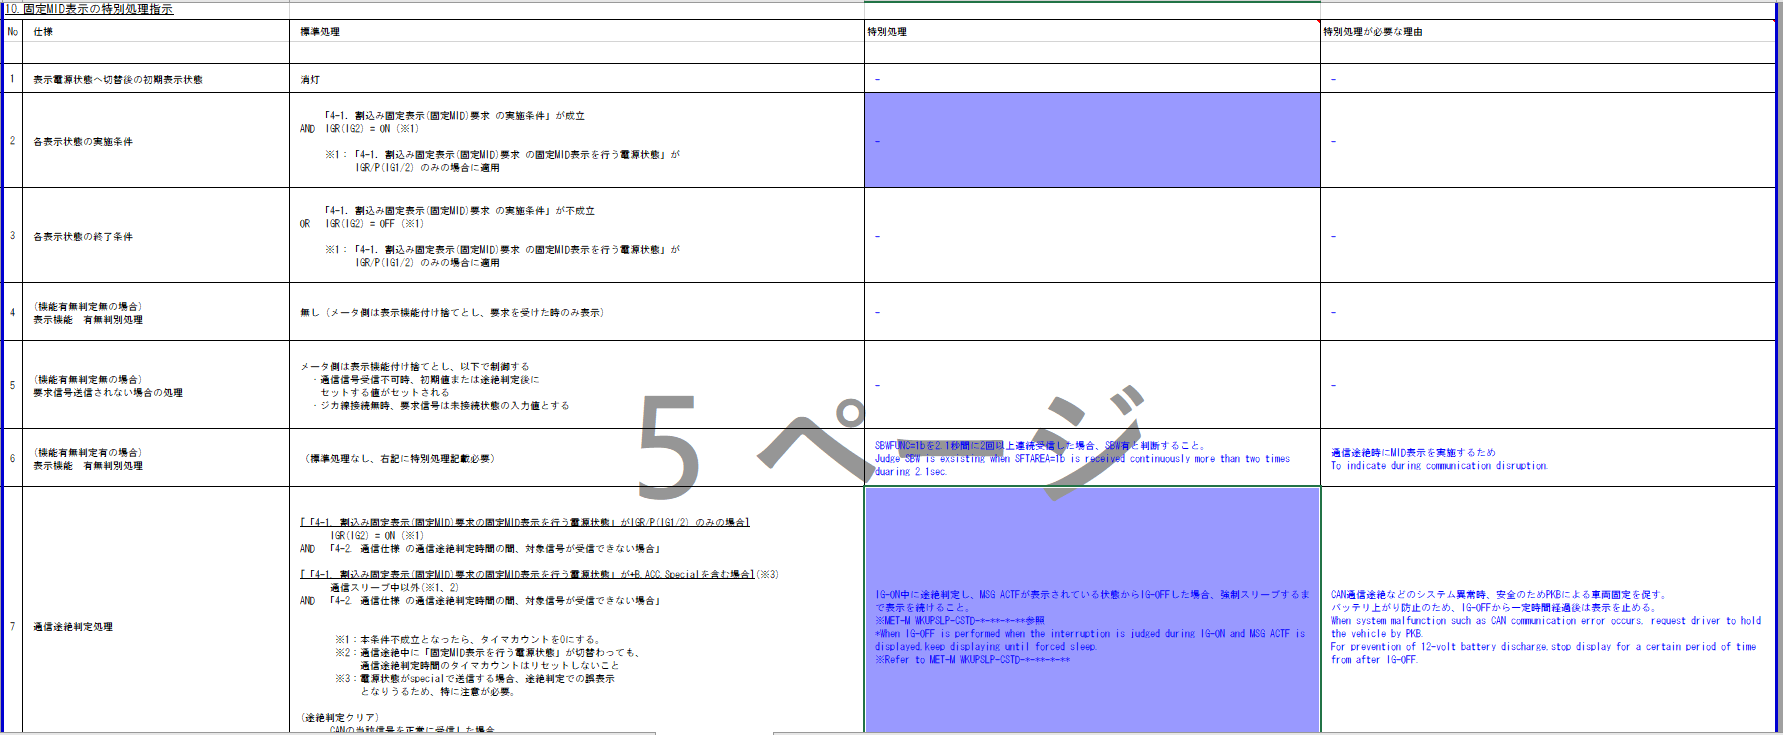 10. 固定MID表示の特別処理指示
No 仕様 標準処理 特別処理 特別処理が必要な理由
1 表示電源状態へ切替後の初期表示状態 消灯 - -
2 各表示状態の実施条件
「4-1. 割込み固定表示(固定MID)要求 の実施条件」が成立
AND IGR(IG2) = ON (※1)
※1：「4-1. 割込み固定表示(固定MID)要求 の固定MID表示を行う電源状態」が
IGR/P(IG1/2) のみの場合に適用
- -
3 各表示状態の終了条件
「4-1. 割込み固定表示(固定MID)要求 の実施条件」が不成立
OR IGR(IG2) = OFF (※1)
※1：「4-1. 割込み固定表示(固定MID)要求 の固定MID表示を行う電源状態」が
IGR/P(IG1/2) のみの場合に適用
- -
4 (機能有無判定無の場合)
表示機能　有無判別処理
無し（メータ側は表示機能付け捨てとし、要求を受けた時のみ表示）
- -
5 (機能有無判定無の場合)
要求信号送信されない場合の処理
メータ側は表示機能付け捨てとし、以下で制御する
・通信信号受信不可時、初期値または途絶判定後に
セットする値がセットされる
・ジカ線接続無時、要求信号は未接続状態の入力値とする
- -
6 (機能有無判定有の場合)
表示機能　有無判別処理
（標準処理なし、右記に特別処理記載必要）
SBWFUNC=1bを2.1秒間に2回以上連続受信した場合、SBW有と判断すること。
Judge SBW is exsisting when SFTAREA=1b is received continuously more than two times
duaring 2.1sec.
通信途絶時にMID表示を実施するため
To indicate during communication disruption.
7 通信途絶判定処理
[「4-1. 割込み固定表示(固定MID)要求の固定MID表示を行う電源状態」がIGR/P(IG1/2) のみの場合]
IGR(IG2) = ON (※1)
AND 「4-2. 通信仕様 の通信途絶判定時間の間、対象信号が受信できない場合」
[「4-1. 割込み固定表示(固定MID)要求の固定MID表示を行う電源状態」が+B,ACC,Specialを含む場合](※3)
通信スリープ中以外(※1、2)
AND 「4-2. 通信仕様 の通信途絶判定時間の間、対象信号が受信できない場合」
※1：本条件不成立となったら、タイマカウントを0にする。
※2：通信途絶中に「固定MID表示を行う電源状態」が切替わっても、
通信途絶判定時間のタイマカウントはリセットしないこと
※3：電源状態がspecialで送信する場合、途絶判定での誤表示
となりうるため、特に注意が必要。
(途絶判定クリア)
CANの当該信号を正常に受信した場合
IG-ON中に途絶判定し、MSG ACTFが表示されている状態からIG-OFFした場合、強制スリープするま
で表示を続けること。
※MET-M_WKUPSLP-CSTD-*-**-*-**参照
*When IG-OFF is performed when the interruption is judged during IG-ON and MSG ACTF is
displayed,keep displaying until forced sleep.
※Refer to MET-M_WKUPSLP-CSTD-*-**-*-**
CAN通信途絶などのシステム異常時、安全のためPKBによる車両固定を促す。
バッテリ上がり防止のため、IG-OFFから一定時間経過後は表示を止める。
When system malfunction such as CAN communication error occurs, request driver to hold
the vehicle by PKB.
For prevention of 12-volt battery discharge,stop display for a certain period of time
from after IG-OFF.
5 ページ